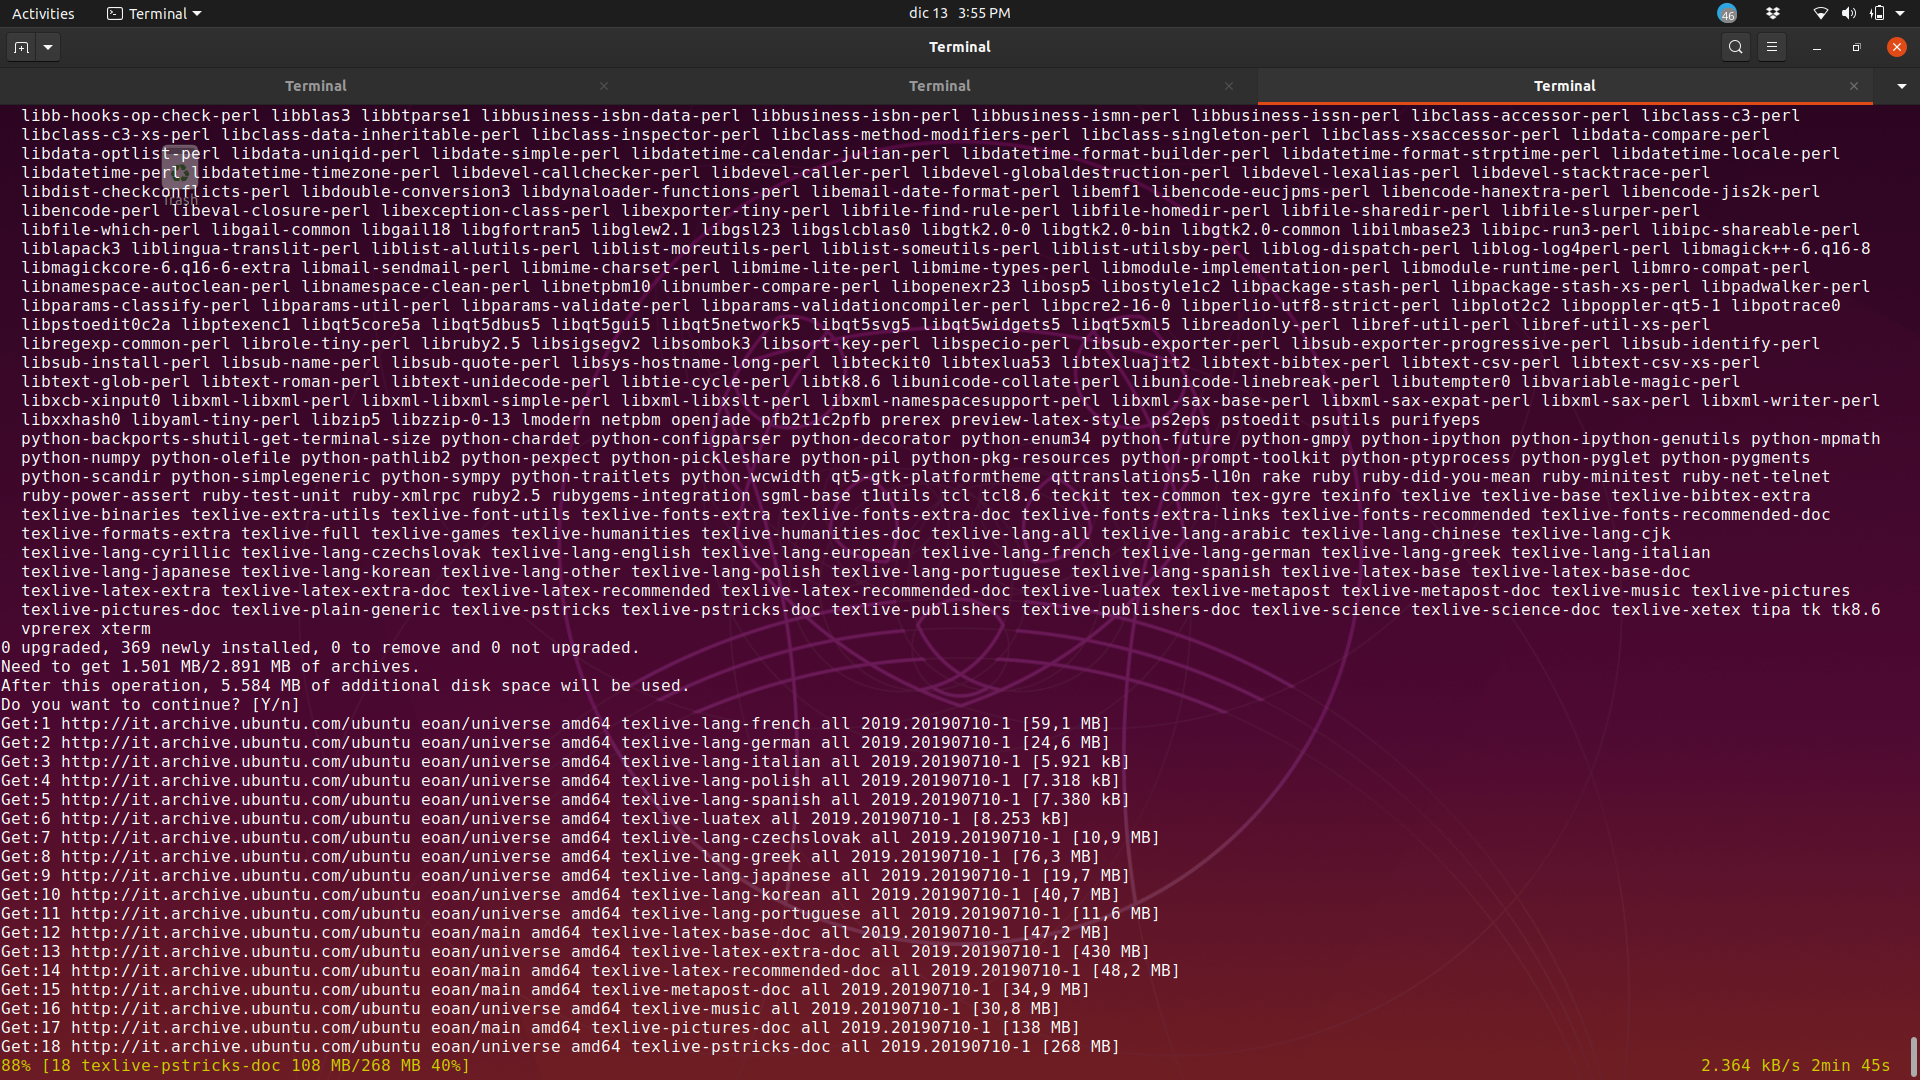 Activities
Terminal
dic 13 3:55 PM
46
Terminal
Terminal
Terminal
Terminal
Trash
libb-hooks-op-check-perl libblas3 libbtparse1 libbusiness-isbn-data-perl libbusiness-isbn-perl libbusiness-ismn-perl libbusiness-issn-perl libclass-accessor-perl libclass-c3-perl
libclass-c3-xs-perl libclass-data-inheritable-perl libclass-inspector-perl libclass-method-modifiers-perl libclass-singleton-perl libclass-xsaccessor-perl libdata-compare-perl
libdata-optlist-perl libdata-uniqid-perl libdate-simple-perl libdatetime-calendar-julian-perl libdatetime-format-builder-perl libdatetime-format-strptime-perl libdatetime-locale-perl
libdatetime-perl libdatetime-timezone-perl libdevel-callchecker-perl libdevel-caller-perl libdevel-globaldestruction-perl libdevel-lexalias-perl libdevel-stacktrace-perl
libdist-checkconflicts-perl libdouble-conversion3 libdynaloader-functions-perl libemail-date-format-perl libemf1 libencode-eucjpms-perl libencode-hanextra-perl libencode-jis2k-perl
libencode-perl libeval-closure-perl libexception-class-perl libexporter-tiny-perl libfile-find-rule-perl libfile-homedir-perl libfile-sharedir-perl libfile-slurper-perl
libfile-which-perl libgail-common libgail18 libgfortran5 libglew2.1 libgsl23 libgslcblas0 libgtk2.0-0 libgtk2.0-bin libgtk2.0-common libilmbase23 libipc-run3-perl libipc-shareable-perl
liblapack3 liblingua-translit-perl liblist-allutils-perl liblist-moreutils-perl liblist-someutils-perl liblist-utilsby-perl liblog-dispatch-perl liblog-log4perl-perl libmagick++-6.q16-8
libmagickcore-6.q16-6-extra libmail-sendmail-perl libmime-charset-perl libmime-lite-perl libmime-types-perl libmodule-implementation-perl libmodule-runtime-perl libmro-compat-perl
libnamespace-autoclean-perl libnamespace-clean-perl libnetpbm10 libnumber-compare-perl libopenexr23 libosp5 libostyle1c2 libpackage-stash-perl libpackage-stash-xs-perl libpadwalker-perl
libparams-classify-perl libparams-util-perl libparams-validate-perl libparams-validationcompiler-perl libpcre2-16-0 libperlio-utf8-strict-perl libplot2c2 libpoppler-qt5-1 libpotrace0
libpstoedit0c2a libptexenc1 libqt5core5a libqt5dbus5 libqt5gui5 libqt5network5 libqt5svg5 libqt5widgets5 libqt5xml5 libreadonly-perl libref-util-perl libref-util-xs-perl
libregexp-common-perl librole-tiny-perl libruby2.5 libsigsegv2 libsombok3 libsort-key-perl libspecio-perl libsub-exporter-perl libsub-exporter-progressive-perl libsub-identify-perl
libsub-install-perl libsub-name-perl libsub-quote-perl libsys-hostname-long-perl libteckit0 libtexlua53 libtexluajit2 libtext-bibtex-perl libtext-csv-perl libtext-csv-xs-perl
libtext-glob-perl libtext-roman-perl libtext-unidecode-perl libtie-cycle-perl libtk8.6 libunicode-collate-perl libunicode-linebreak-perl libutempter0 libvariable-magic-perl
libxcb-xinput0 libxml-libxml-perl libxml-libxml-simple-perl libxml-libxslt-perl libxml-namespacesupport-perl libxml-sax-base-perl libxml-sax-expat-perl libxml-sax-perl libxml-writer-perl
libxxhash0 libyaml-tiny-perl libzip5 libzzip-0-13 lmodern netpbm openjade pfb2t1c2pfb prerex preview-latex-style ps2eps pstoedit psutils purifyeps
python-backports-shutil-get-terminal-size python-chardet python-configparser python-decorator python-enum34 python-future python-gmpy python-ipython python-ipython-genutils python-mpmath
python-numpy python-olefile python-pathlib2 python-pexpect python-pickleshare python-pil python-pkg-resources python-prompt-toolkit python-ptyprocess python-pyglet python-pygments
python-scandir python-simplegeneric python-sympy python-traitlets python-wcwidth qt5-gtk-platformtheme qttranslations5-l10n rake ruby ruby-did-you-mean ruby-minitest ruby-net-telnet
ruby-power-assert ruby-test-unit ruby-xmlrpc ruby2.5 rubygems-integration sgml-base t1utils tcl tcl8.6 teckit tex-common tex-gyre texinfo texlive texlive-base texlive-bibtex-extra
texlive-binaries texlive-extra-utils texlive-font-utils texlive-fonts-extra texlive-fonts-extra-doc texlive-fonts-extra-links texlive-fonts-recommended texlive-fonts-recommended-doc
texlive-formats-extra texlive-full texlive-games texlive-humanities texlive-humanities-doc texlive-lang-all texlive-lang-arabic texlive-lang-chinese texlive-lang-cjk
texlive-lang-cyrillic texlive-lang-czechslovak texlive-lang-english texlive-lang-european texlive-lang-french texlive-lang-german texlive-lang-greek texlive-lang-italian
texlive-lang-japanese texlive-lang-korean texlive-lang-other texlive-lang-polish texlive-lang-portuguese texlive-lang-spanish texlive-latex-base texlive-latex-base-doc
texlive-latex-extra texlive-latex-extra-doc texlive-latex-recommended texlive-latex-recommended-doc texlive-luatex texlive-metapost texlive-metapost-doc texlive-music texlive-pictures
texlive-pictures-doc texlive-plain-generic texlive-pstricks texlive-pstricks-doc texlive-publishers texlive-publishers-doc texlive-science texlive-science-doc texlive-xetex tipa tk tk8.6
vprerex xterm
0 upgraded, 369 newly installed, 0 to remove and 0 not upgraded.
Need to get 1.501 MB/2.891 MB of archives.
After this operation, 5.584 MB of additional disk space will be used.
Do you want to continue? [Y/n]
Get:1 http://it.archive.ubuntu.com/ubuntu eoan/universe amd64 texlive-lang-french all 2019.20190710-1 [59,1 MB]
Get:2 http://it.archive.ubuntu.com/ubuntu eoan/universe amd64 texlive-lang-german all 2019.20190710-1 [24,6 MB]
Get:3 http://it.archive.ubuntu.com/ubuntu eoan/universe amd64 texlive-lang-italian all 2019.20190710-1 [5.921 kB]
Get:4 http://it.archive.ubuntu.com/ubuntu eoan/universe amd64 texlive-lang-polish all 2019.20190710-1 [7.318 kB]
Get:5 http://it.archive.ubuntu.com/ubuntu eoan/universe amd64 texlive-lang-spanish all 2019.20190710-1 [7.380 kB]
Get:6 http://it.archive.ubuntu.com/ubuntu eoan/universe amd64 texlive-luatex all 2019.20190710-1 [8.253 kB]
Get:7 http://it.archive.ubuntu.com/ubuntu eoan/universe amd64 texlive-lang-czechslovak all 2019.20190710-1 [10,9 MB]
Get:8 http://it.archive.ubuntu.com/ubuntu eoan/universe amd64 texlive-lang-greek all 2019.20190710-1 [76,3 MB]
Get:9 http://it.archive.ubuntu.com/ubuntu eoan/universe amd64 texlive-lang-japanese all 2019.20190710-1 [19,7 MB]
Get:10 http://it.archive.ubuntu.com/ubuntu eoan/universe amd64 texlive-lang-korean all 2019.20190710-1 [40,7 MB]
Get:11 http://it.archive.ubuntu.com/ubuntu eoan/universe amd64 texlive-lang-portuguese all 2019.20190710-1 [11,6 MB]
Get:12 http://it.archive.ubuntu.com/ubuntu eoan/main amd64 texlive-latex-base-doc all 2019.20190710-1 [47,2 MB]
Get:13 http://it.archive.ubuntu.com/ubuntu eoan/universe amd64 texlive-latex-extra-doc all 2019.20190710-1 [430 MB]
Get:14 http://it.archive.ubuntu.com/ubuntu eoan/main amd64 texlive-latex-recommended-doc all 2019.20190710-1 [48,2 MB]
Get:15 http://it.archive.ubuntu.com/ubuntu eoan/main amd64 texlive-metapost-doc all 2019.20190710-1 [34,9 MB]
Get:16 http://it.archive.ubuntu.com/ubuntu eoan/universe amd64 texlive-music all 2019.20190710-1 [30,8 MB]
Get:17 http://it.archive.ubuntu.com/ubuntu eoan/main amd64 texlive-pictures-doc all 2019.20190710-1 [138 MB]
Get:18 http://it.archive.ubuntu.com/ubuntu eoan/universe amd64 texlive-pstricks-doc all 2019.20190710-1 [268 MB]
88% [18 texlive-pstricks-doc 108 MB/268 MB 40%] 2.364 kB/s 2min 45s